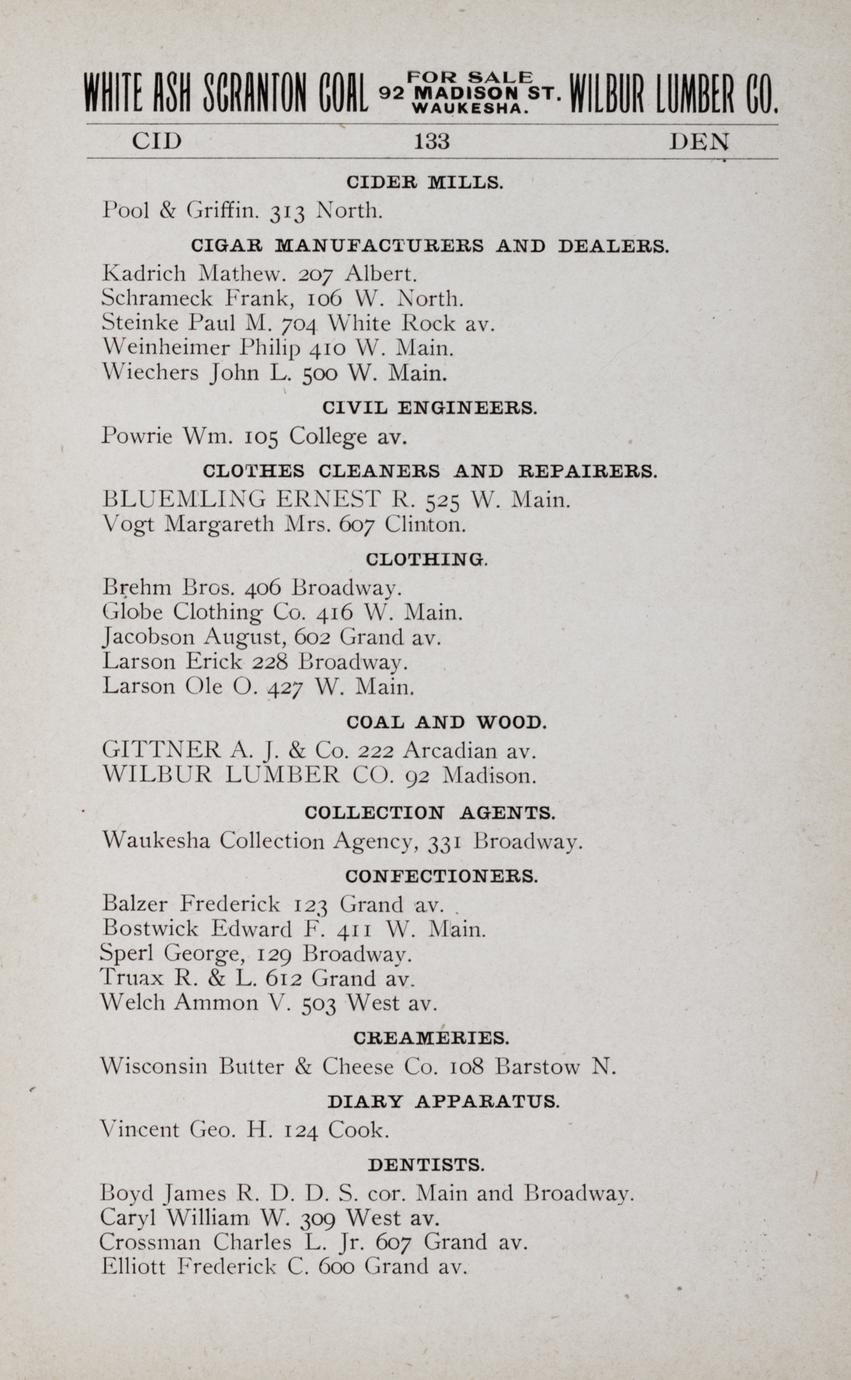 WHITE ASH SCRANTON COAL FOR SALE 92 MADISON ST. WAUKESHA. WILBUR LUMBER CO.
CID 133 DEN
CIDER MILLS.
Pool & Griffin. 313 North.
CIGAR MANUFACTURERS AND DEALERS.
Kadrich Mathew. 207 Albert.
Schrameck Frank, 106 W. North.
Steinke Paul M. 704 White Rock av.
Weinheimer Philip 410 W. Main.
Wiechers John L. 500 W. Main.
CIVIL ENGINEERS.
Powrie Wm. 105 College av.
CLOTHES CLEANERS AND REPAIRERS.
BLUEMLING ERNEST R. 525 W. Main.
Vogt Margareth Mrs. 607 Clinton.
CLOTHING.
Brehm Bros. 406 Broadway.
Globe Clothing Co. 416 W. Main.
Jacobson August, 602 Grand av.
Larson Erick 228 Broadway.
Larson Ole O. 427 W. Main.
COAL AND WOOD.
GITTNER A. J. & Co. 222 Arcadian av.
WILBUR LUMBER CO. 92 Madison.
COLLECTION AGENTS.
Waukesha Collection Agency, 331 Broadway.
CONFECTIONERS.
Balzer Frederick 123 Grand av.
Bostwick Edward F. 411 W. Main.
Sperl George, 129 Broadway.
Truax R. & L. 612 Grand av.
Welch Ammon V. 503 West av.
CREAMERIES.
Wisconsin Butter & Cheese Co. 108 Barstow N.
DIARY APPARATUS.
Vincent Geo. H. 124 Cook.
DENTISTS.
Boyd James R. D. D. S. cor. Main and Broadway.
Caryl William W. 309 West av.
Crossman Charles L. Jr. 607 Grand av.
Elliott Frederick C. 600 Grand av.